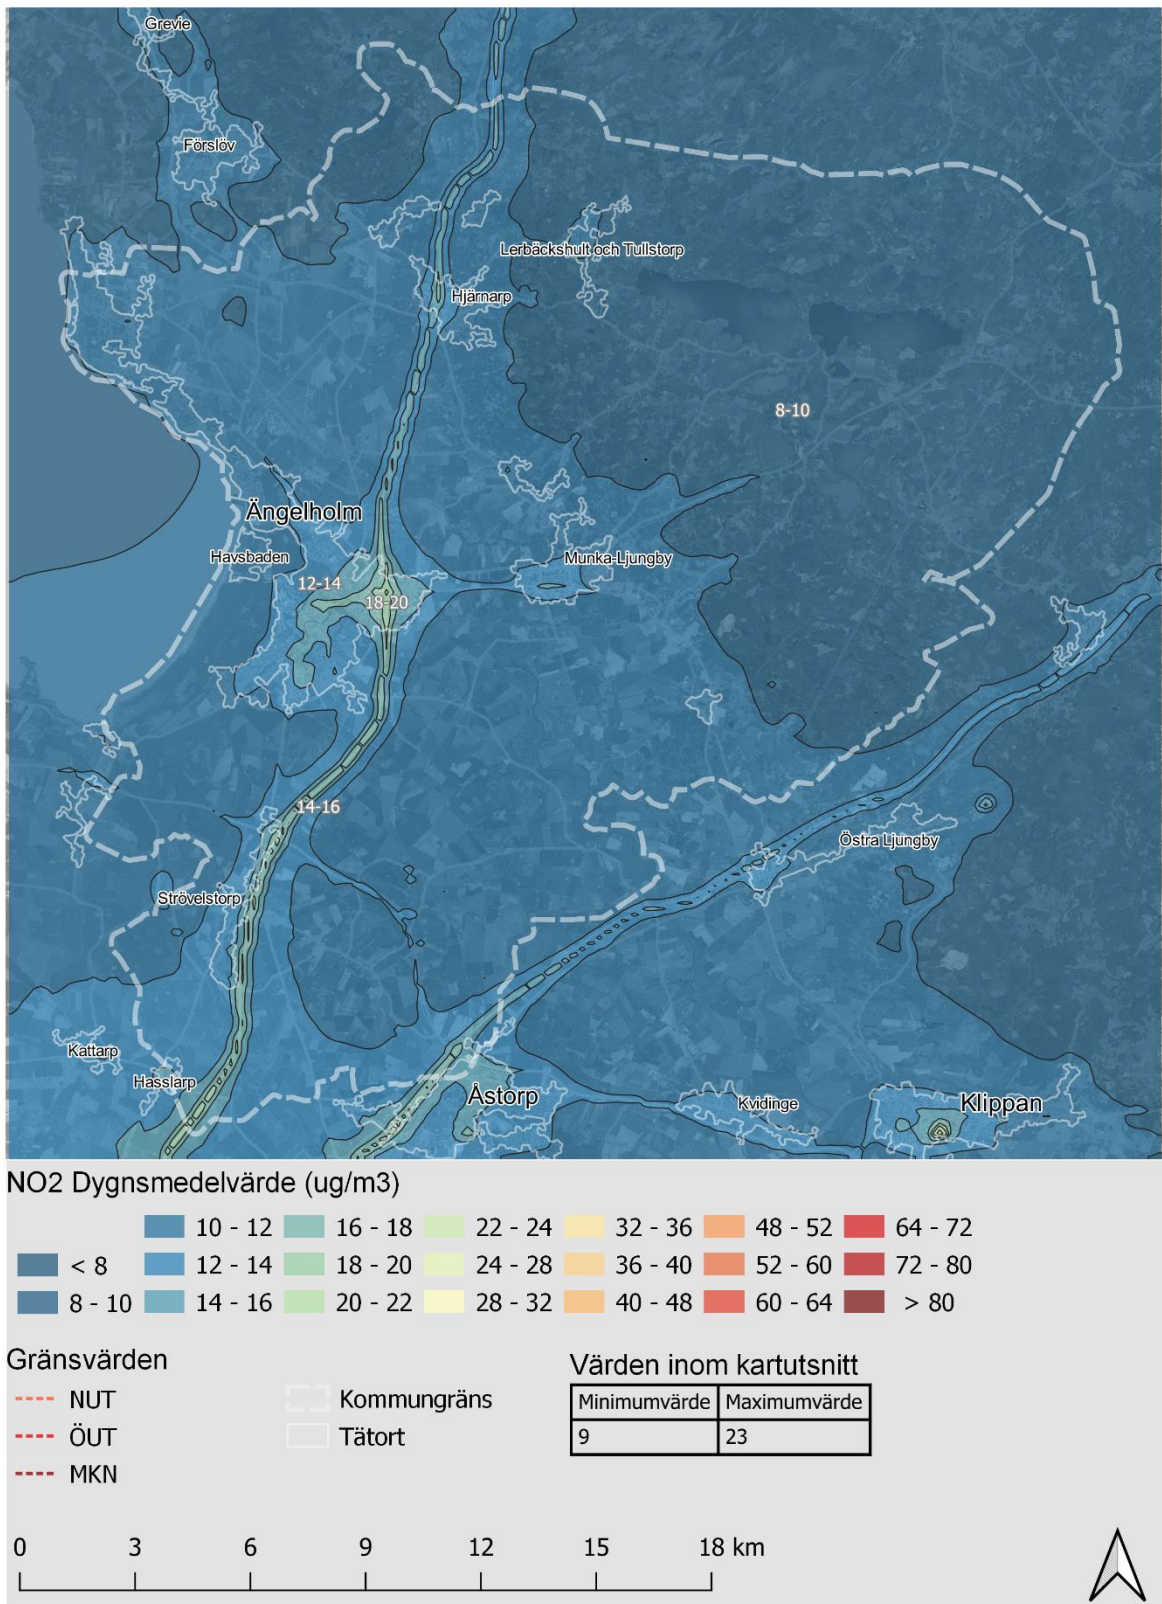 Grevie
Förslöv
Lerbäckshult och Tullstorp
Hjärnarp
8-10
Ängelholm
Havsbaden
Munka-Ljungby
12-14
18-20
14-16
Östra Ljungby
Strövelstorp
Kattarp
Hasslarp
Åstorp
Kvidinge
Klippan
NO2 Dygnsmedelvärde (ug/m3)
10 - 12 16 - 18 22 - 24 32 - 36 48 - 52 64 - 72
< 8 12 - 14 18 - 20 24 - 28 36 - 40 52 - 60 72 - 80
8 - 10 14 - 16 20 - 22 28 - 32 40 - 48 60 - 64 > 80
Gränsvärden
NUT
ÖUT
MKN
Kommungräns
Tätort
Värden inom kartutsnitt
Minimumvärde Maximumvärde
9 23
0 3 6 9 12 15 18 km